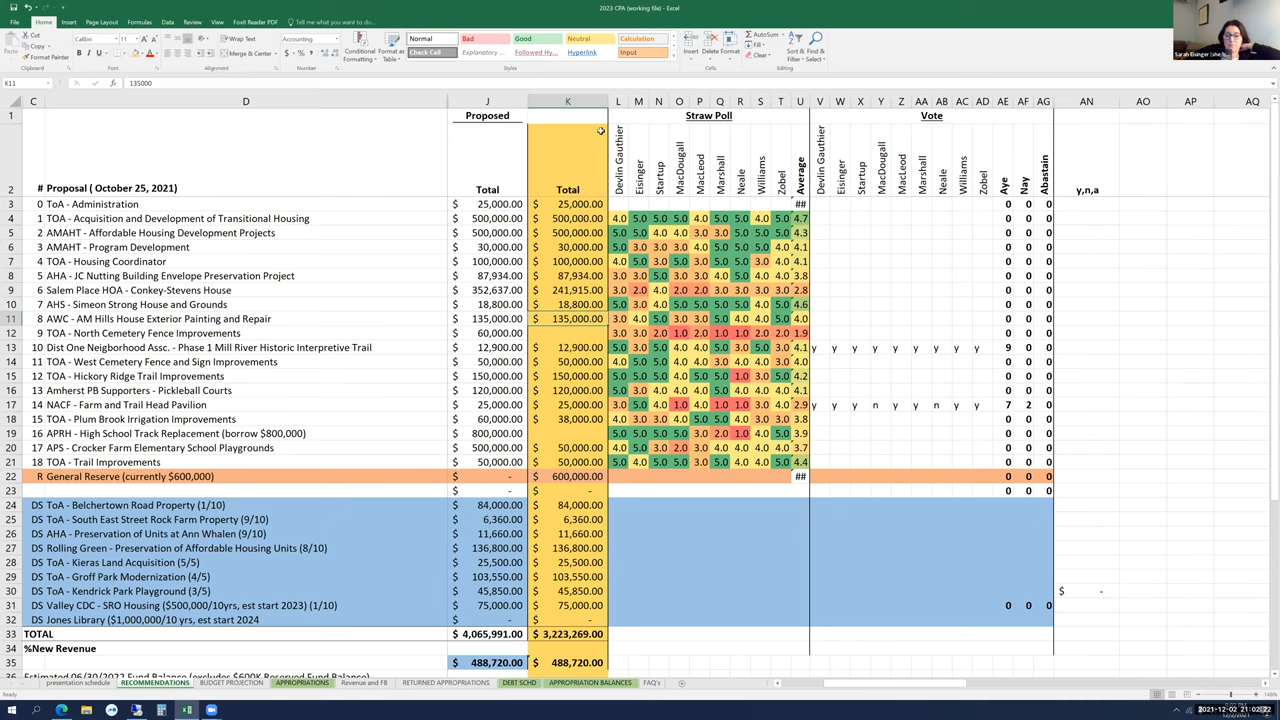 2023 CPA (working file) - Excel
File Home Insert Page Layout Formulas Data Review View Foxit Reader PDF Tell me what you want to do...
Cut
Copy
Format Painter
Paste
Clipboard
Calibri 11
Font
Wrap Text
Merge & Center
Alignment
Accounting
Number
Conditional Formatting
Format as Table
Normal Bad Good Neutral Calculation
Check Cell Explanatory... Followed Hy... Hyperlink Input
Styles
Insert Delete Format
Cells
AutoSum
Fill
Clear
Sort & Filter Find & Select
Editing
Sarah Eisinger (she/h
K11 135000
C D J K L M N O P Q R S T U V W X Y Z AA AB AC AD AE AF AG AN AO AP AQ
1 Proposed Straw Poll Vote
2 # Proposal ( October 25, 2021) Total Total Devlin Gauthier Eisinger Startup MacDougall MacLeod Marshall Neale Williams Zobel Average Devlin Gauthier Eisinger Startup MacDougall MacLeod Marshall Neale Williams Zobel Aye Nay Abastain y,n,a
3 0 ToA - Administration $ 25,000.00 $ 25,000.00 ## 0 0 0
4 1 TOA - Acquisition and Development of Transitional Housing $ 500,000.00 $ 500,000.00 4.0 5.0 5.0 5.0 4.0 5.0 5.0 4.0 5.0 4.7 0 0 0
5 2 AMAHT - Affordable Housing Development Projects $ 500,000.00 $ 500,000.00 5.0 5.0 4.0 4.0 3.0 3.0 5.0 5.0 5.0 4.3 0 0 0
6 3 AMAHT - Program Development $ 30,000.00 $ 30,000.00 5.0 3.0 3.0 3.0 4.0 4.0 5.0 5.0 5.0 4.1 0 0 0
7 4 TOA - Housing Coordinator $ 100,000.00 $ 100,000.00 4.0 5.0 4.1 0 0 0
8 5 AHA - JC Nutting Building Envelope Preservation Project $ 87,934.00 $ 87,934.00 3.0 3.0 5.0 3.0 3.0 4.0 5.0 4.0 3.8 0 0 0
9 6 Salem Place HOA - Conkey-Stevens House $ 352,637.00 $ 241,915.00 3.0 2.0 4.0 2.0 2.0 3.0 3.0 3.0 3.0 2.8 0 0 0
10 7 AHS - Simeon Strong House and Grounds $ 18,800.00 $ 18,800.00 5.0 3.0 5.0 4.0 5.0 5.0 4.6 0 0 0
11 8 AWC - AM Hills House Exterior Painting and Repair $ 135,000.00 $ 135,000.00 3.0 4.0 5.0 3.0 4.0 4.0 0 0 0
12 9 TOA - North Cemetery Fence Improvements $ 60,000.00 3.0 3.0 2.0 1.0 2.0 1.0 1.0 2.0 2.0 1.9 0 0 0
13 10 Dist One Neignborhood Assc. - Phase 1 Mill River Historic Interpretive Trail $ 12,900.00 $ 12,900.00 5.0 5.0 5.0 3.0 4.0 3.0 5.0 3.0 5.0 4.1 y y y y y y y y y 9 0 0
14 11 TOA - West Cemetery Fence and Sign Improvements $ 50,000.00 $ 50,000.00 4.0 4.0 3.0 4.0 0 0 0
15 12 TOA - Hickory Ridge Trail Improvements $ 150,000.00 $ 150,000.00 5.0 5.0 1.0 3.0 5.0 4.2 0 0 0
16 13 Amherst PB Supporters - Pickleball Courts $ 120,000.00 $ 120,000.00 5.0 3.0 4.0 4.1 0 0 0
17 14 NACF - Farm and Trail Head Pavilion $ 25,000.00 $ 25,000.00 3.0 5.0 4.0 1.0 4.0 1.0 1.0 3.0 4.0 2.9 y y y n y y n y y 7 2 0
18 15 TOA - Plum Brook Irrigation Improvements $ 60,000.00 $ 38,000.00 4.0 3.0 3.0 4.0 5.0 5.0 3.0 4.0 3.0 3.8 0 0 0
19 16 APRH - High School Track Replacement (borrow $800,000) $ 800,000.00 5.0 5.0 5.0 5.0 3.0 2.0 1.0 4.0 5.0 3.9 0 0 0
20 17 APS - Crocker Farm Elementary School Playgrounds $ 500,000.00 $ 50,000.00 4.0 5.0 3.0 2.0 3.0 4.0 4.0 4.0 3.7 0 0 0
21 18 TOA - Trail Improvements $ 50,000.00 $ 50,000.00 5.0 4.0 5.0 5.0 3.0 5.0 4.0 4.0 5.0 4.4 0 0 0
22 R General Reserve (currently $600,000) $ - $ 600,000.00 ## 0 0 0
23 $ - $ - 0 0 0
24 DS ToA - Belchertown Road Property (1/10) $ 84,000.00 $ 84,000.00
25 DS ToA - South East Street Rock Farm Property (9/10) $ 6,360.00 $ 6,360.00
26 DS AHA - Preservation of Units at Ann Whalen (9/10) $ 11,660.00 $ 11,660.00
27 DS Rolling Green - Preservation of Affordable Housing Units (8/10) $ 136,800.00 $ 136,800.00
28 DS ToA - Kieras Land Acquisition (5/5) $ 25,500.00 $ 25,500.00
29 DS ToA - Groff Park Modernization (4/5) $ 103,550.00 $ 103,550.00
30 DS ToA - Kendrick Park Playground (3/5) $ 45,850.00 $ 45,850.00 $ -
31 DS Valley CDC - SRO Housing ($500,000/10yrs, est start 2023) (1/10) $ 75,000.00 $ 75,000.00 0 0 0
32 DS Jones Library ($1,000,000/10 yrs, est start 2024 $ - $ -
33 TOTAL $ 4,065,991.00 $ 3,223,269.00
34 %New Revenue
35 $ 488,720.00 $ 488,720.00
36 Estimated 06/30/2022 Fund Balance (excludes $600K Reserved Fund Balance)
presentation schedule RECOMMENDATIONS BUDGET PROJECTION APPROPRIATIONS Revenue and FB RETURNED APPROPRIATIONS DEBT SCHD APPROPRIATION BALANCES FAQ's
Ready 148%
2021-12-02 21:02:22